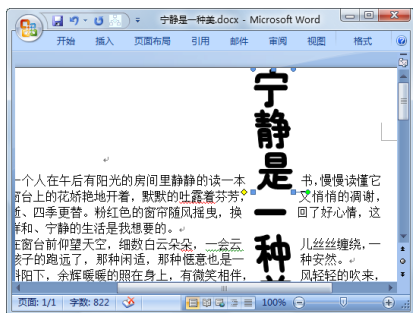 宁静是一种美.docx - Microsoft Word
开始 插入 页面布局 引用 邮件 审阅 视图 格式
宁静是一种
一个人在午后有阳光的房间里静静的读一本 书,慢慢读懂它
窗台上的花娇艳地开着,默默的吐露着芬芳, 又悄悄的凋谢,
近、四季更替。粉红色的窗帘随风摇曳,换 回了好心情,这
样和、宁静的生活是我想要的。
在窗台前仰望天空,细数白云朵朵,一会云 儿丝丝缠绕,一
孩子的跑远了,那种闲适,那种惬意也是一 种安然。
斜阳下,余辉暖暖的照在身上,有微笑相伴, 风轻轻的吹来,
页面: 1/1 字数: 822 100%